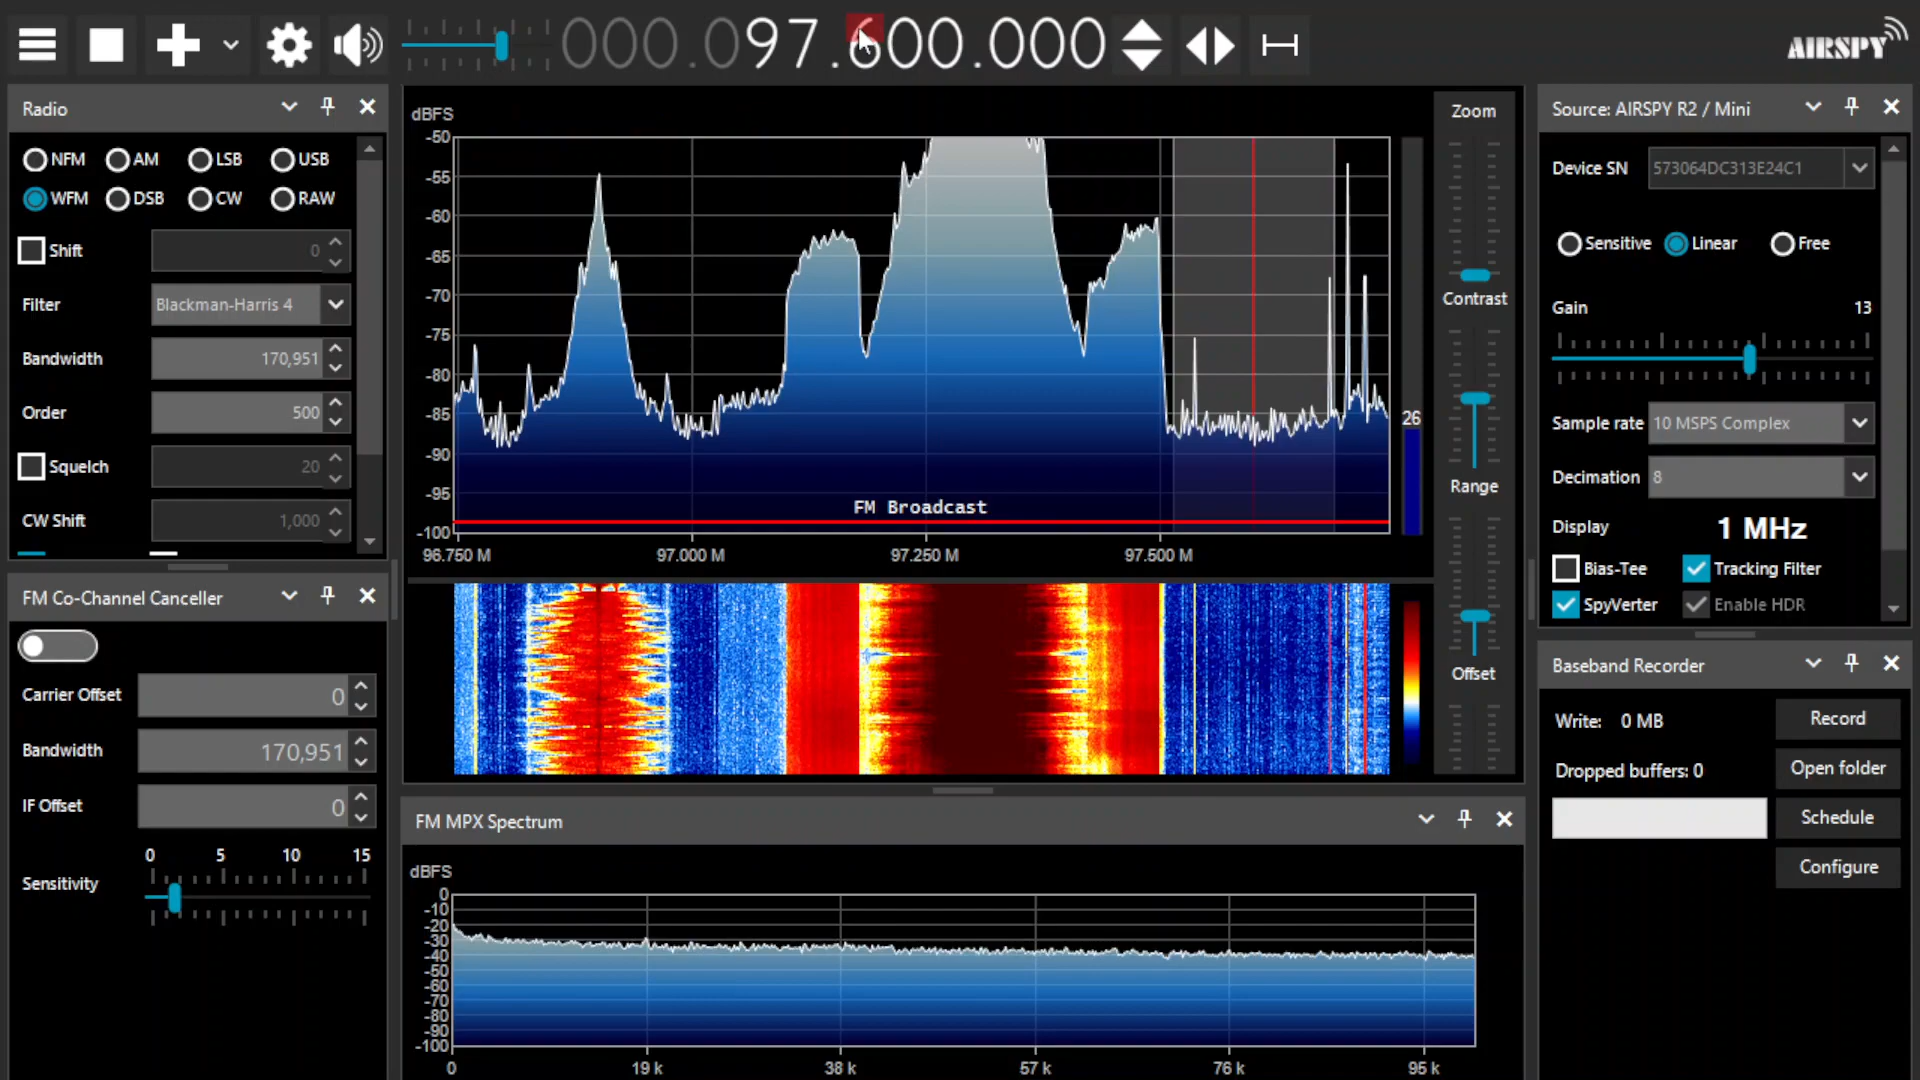 000.097.600.000
AIRSPY
Radio
NFM AM LSB USB
WFM DSB CW RAW
Shift 0
Filter Blackman-Harris 4
Bandwidth 170,951
Order 500
Squelch 20
CW Shift 1,000
FM Co-Channel Canceller
Carrier Offset 0
Bandwidth 170,951
IF Offset 0
0 5 10 15
Sensitivity
dBFS
-50
-55
-60
-65
-70
-75
-80
-85
-90
-95
-100
FM Broadcast
96.750 M 97.000 M 97.250 M 97.500 M
26
Zoom
Contrast
Range
Offset
FM MPX Spectrum
dBFS
0
-10
-20
-30
-40
-50
-60
-70
-80
-90
-100
0 19 k 38 k 57 k 76 k 95 k
Source: AIRSPY R2 / Mini
Device SN 573064DC313E24C1
Sensitive Linear Free
Gain 13
Sample rate 10 MSPS Complex
Decimation 8
Display 1 MHz
Bias-Tee Tracking Filter
SpyVerter Enable HDR
Baseband Recorder
Write: 0 MB Record
Dropped buffers: 0 Open folder
Schedule
Configure